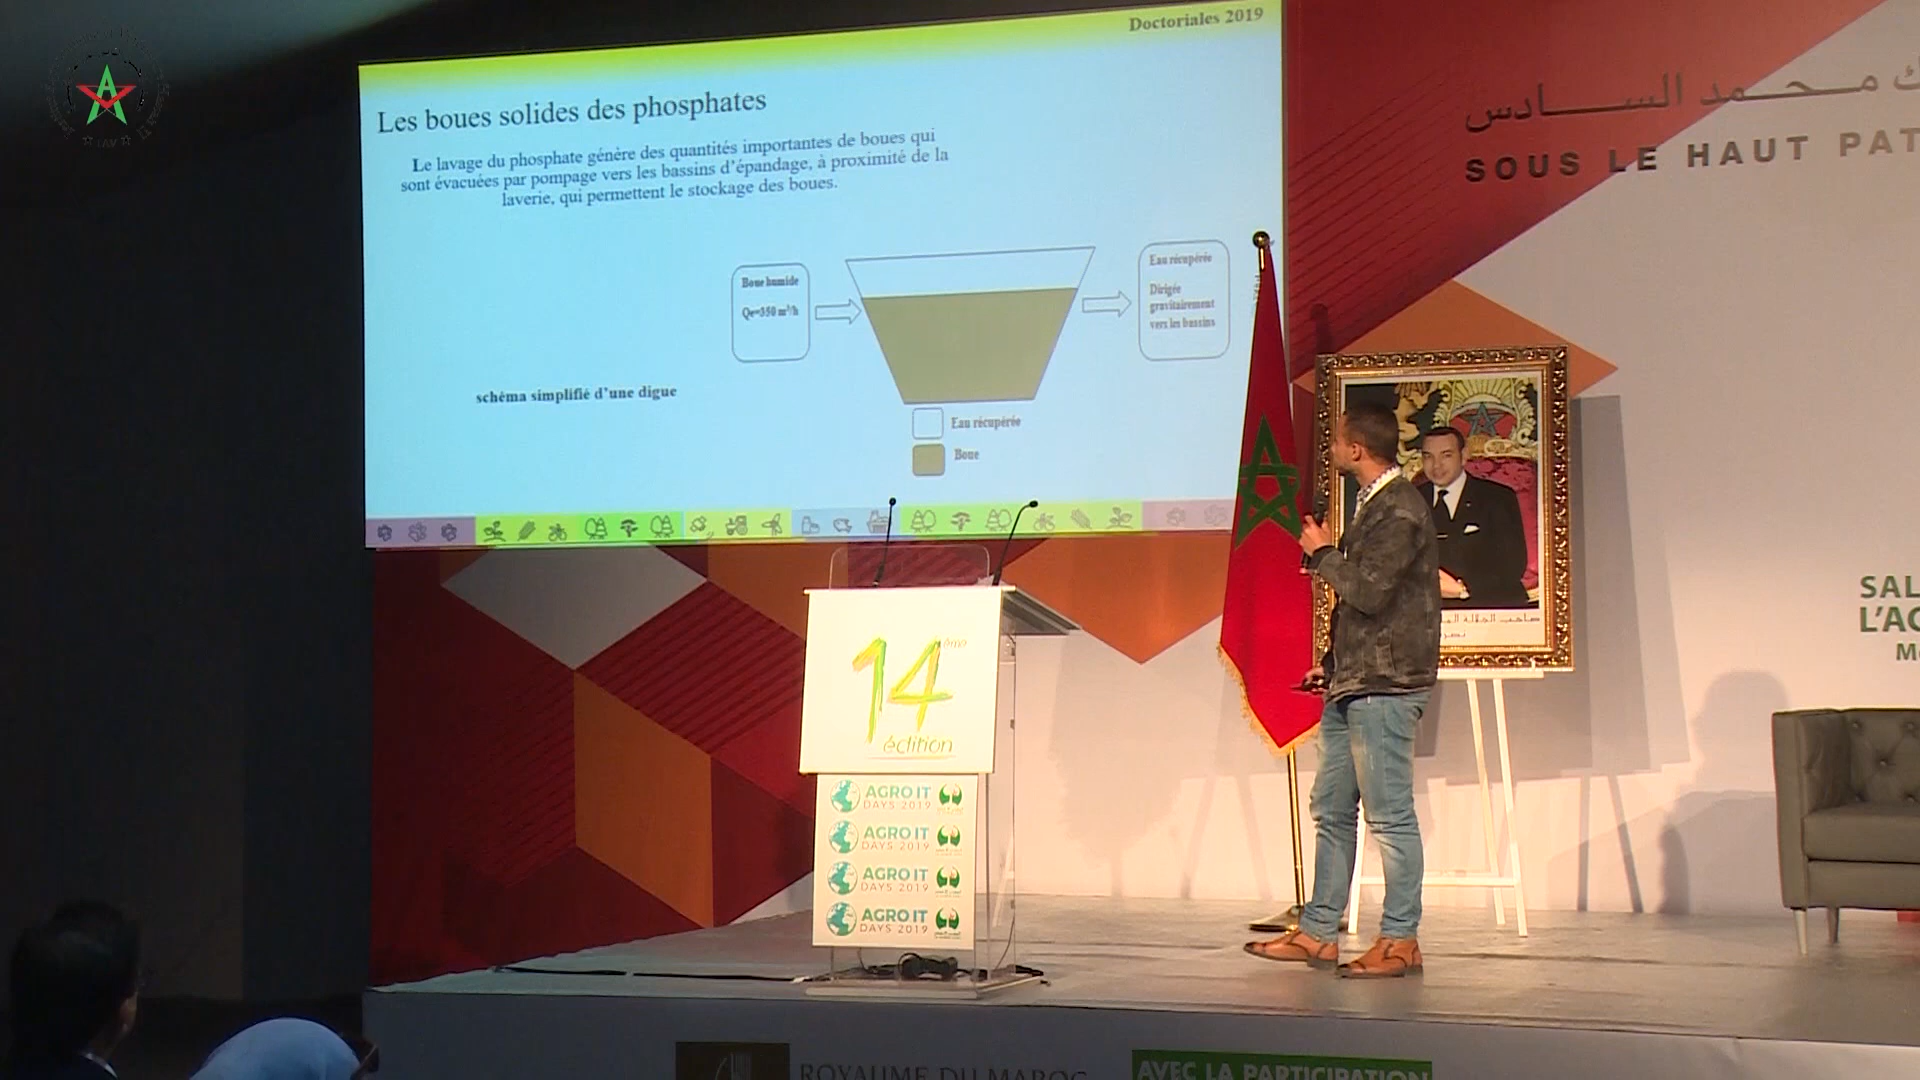 Doctoriales 2019
Les boues solides des phosphates
Le lavage du phosphate génère des quantités importantes de boues qui
sont évacuées par pompage vers les bassins d'épandage, à proximité de la
laverie, qui permettent le stockage des boues.
Boue humide
Qe=350 m³/h
Eau récupérée
Dirigée
gravitairement
vers les bassins
schéma simplifié d'une digue
Eau récupérée
Boue
ك محمد السادس
SOUS LE HAUT PAT
SAL
L'AG
M
صاحب الجلالة
14ème
édition
AGRO IT
DAYS 2019
AGRO IT
DAYS 2019
AGRO IT
DAYS 2019
AGRO IT
DAYS 2019
ROYAUME DU MAROC
AVEC LA PARTICIPATION
IAV